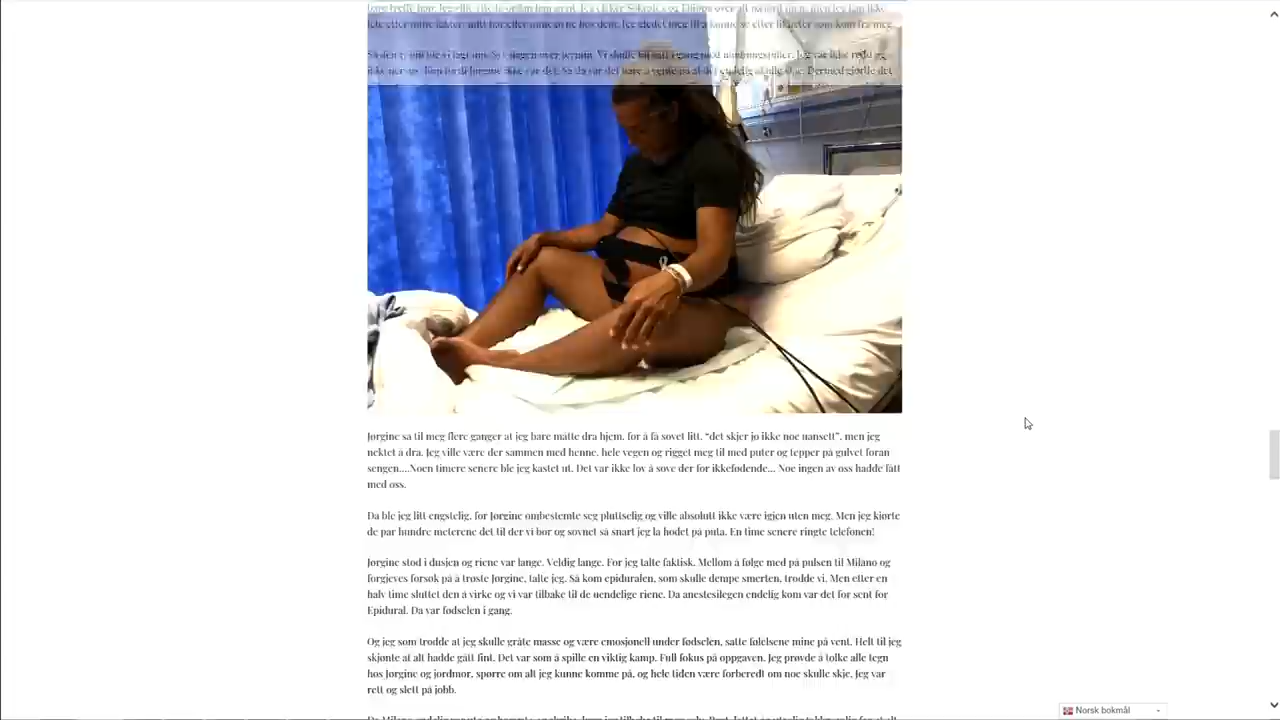 Jørgine sa til meg flere ganger at jeg bare måtte dra hjem, for å få sovet litt, “det skjer jo ikke noe uansett”, men jeg
nektet å dra. Jeg ville være der sammen med henne, hele vegen og rigget meg til med puter og tepper på gulvet foran
sengen....Noen timere senere ble jeg kastet ut. Det var ikke lov å sove der for ikkefødende... Noe ingen av oss hadde fått
med oss.
Da ble jeg litt engstelig, for Jørgine ombestemte seg pluttselig og ville absolutt ikke være igjen uten meg. Men jeg kjørte
de par hundre meterene det til der vi bor og sovnet så snart jeg la hodet på puta. En time senere ringte telefonen!
Jørgine stod i dusjen og riene var lange. Veldig lange. For jeg talte faktisk. Mellom å følge med på pulsen til Milano og
forgjeves forsøk på å trøste Jørgine, talte jeg. Så kom epiduralen, som skulle dempe smerten, trodde vi. Men etter en
halv time sluttet den å virke og vi var tilbake til de uendelige riene. Da anestesilegen endelig kom var det for sent for
Epidural. Da var fødselen i gang.
Og jeg som trodde at jeg skulle gråte masse og være emosjonell under fødselen, satte følelsene mine på vent. Helt til jeg
skjønte at alt hadde gått fint. Det var som å spille en viktig kamp. Full fokus på oppgaven. Jeg prøvde å tolke alle tegn
hos Jørgine og jordmor, spørre om alt jeg kunne komme på, og hele tiden være forberedt om noe skulle skje. Jeg var
rett og slett på jobb.
Norsk bokmål